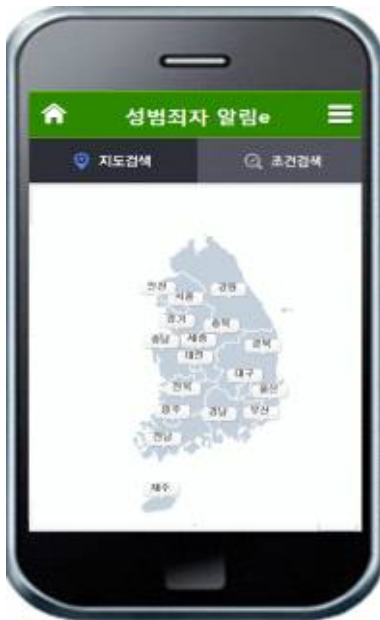 성범죄자 알림e
지도검색 조건검색
인천 서울 강원
경기 충북
충남 세종 경북
대전
대구
전북 울산
광주 경남 부산
전남
제주